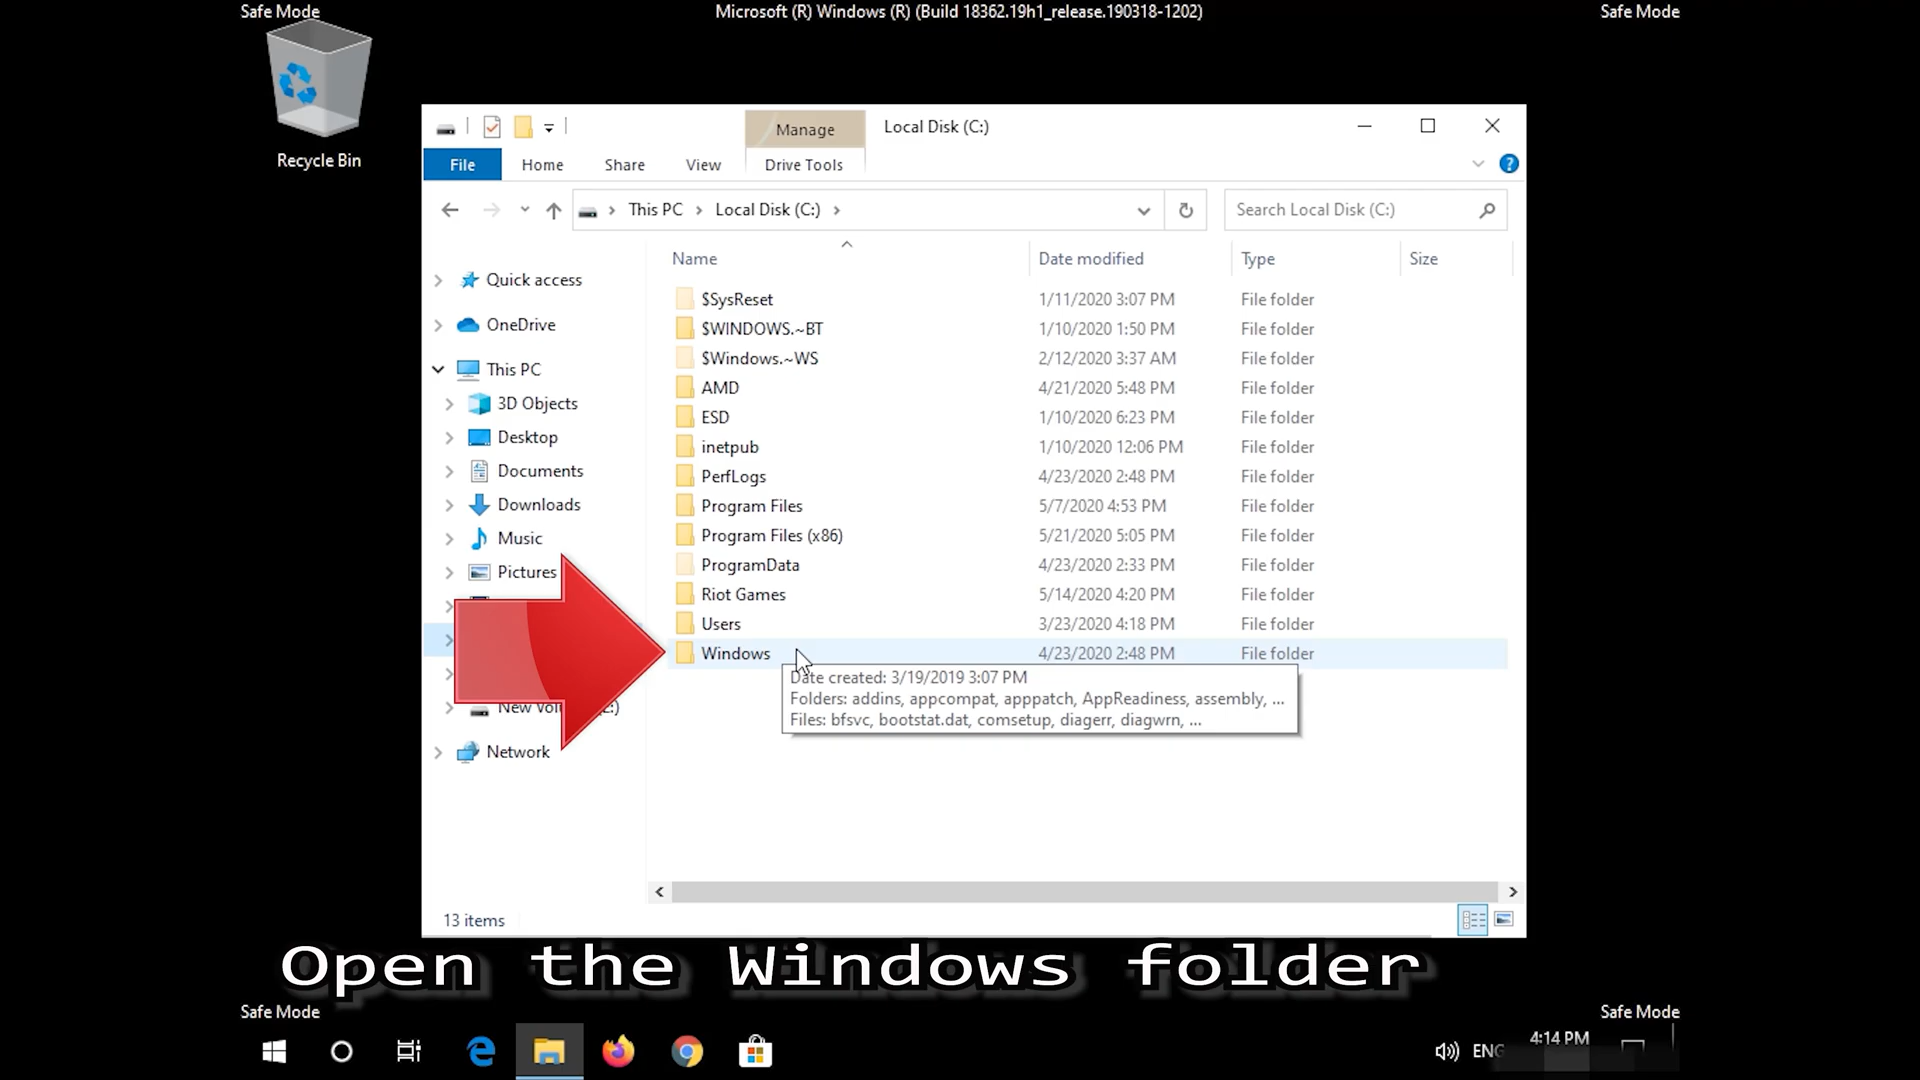 Safe Mode
Microsoft (R) Windows (R) (Build 18362.19h1_release.190318-1202)
Safe Mode
Recycle Bin
Manage
Local Disk (C:)
File
Home
Share
View
Drive Tools
This PC
Local Disk (C:)
Search Local Disk (C:)
Name
Date modified
Type
Size
Quick access
OneDrive
This PC
3D Objects
Desktop
Documents
Downloads
Music
Pictures
Network
$SysReset 1/11/2020 3:07 PM File folder
$WINDOWS.~BT 1/10/2020 1:50 PM File folder
$Windows.~WS 2/12/2020 3:37 AM File folder
AMD 4/21/2020 5:48 PM File folder
ESD 1/10/2020 6:23 PM File folder
inetpub 1/10/2020 12:06 PM File folder
PerfLogs 4/23/2020 2:48 PM File folder
Program Files 5/7/2020 4:53 PM File folder
Program Files (x86) 5/21/2020 5:05 PM File folder
ProgramData 4/23/2020 2:33 PM File folder
Riot Games 5/14/2020 4:20 PM File folder
Users 3/23/2020 4:18 PM File folder
Windows 4/23/2020 2:48 PM File folder
Date created: 3/19/2019 3:07 PM
Folders: addins, appcompat, apppatch, AppReadiness, assembly, ...
Files: bfsvc, bootstat.dat, comsetup, diagerr, diagwrn, ...
New
13 items
Open the Windows folder
Safe Mode
Safe Mode
ENG
4:14 PM